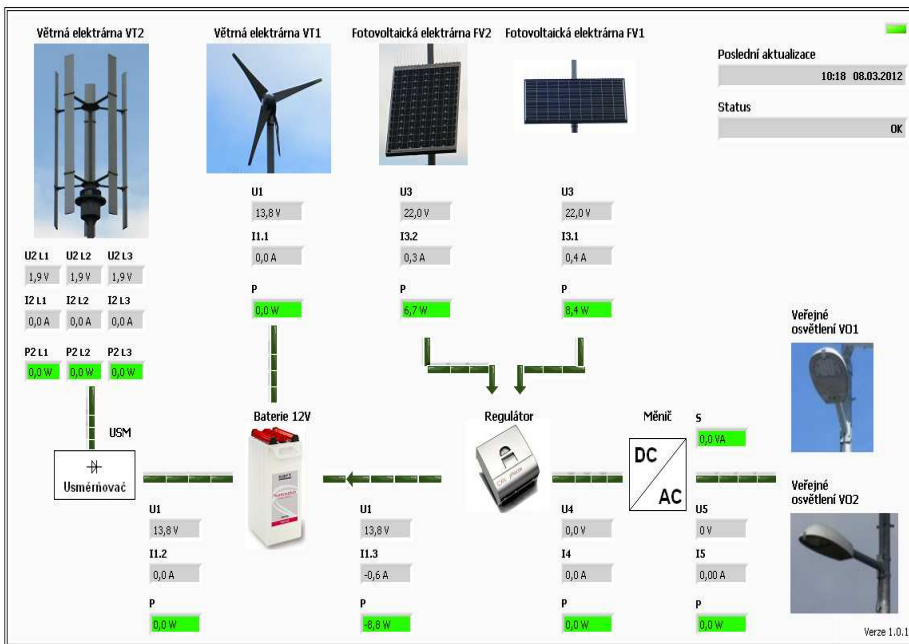 Větrná elektrárna VT2
Větrná elektrárna VT1
Fotovoltaická elektrárna FV2
Fotovoltaická elektrárna FV1
Poslední aktualizace
10:18 08.03.2012
Status
OK
U1
13,8 V
I1.1
0,0 A
P
0,0 W
U3
22,0 V
I3.2
0,3 A
P
6,7 W
U3
22,0 V
I3.1
0,4 A
P
8,4 W
U2 L1 U2 L2 U2 L3
1,9 V 1,9 V 1,9 V
I2 L1 I2 L2 I2 L3
0,0 A 0,0 A 0,0 A
P2 L1 P2 L2 P2 L3
0,0 W 0,0 W 0,0 W
USM
Usměrňovač
Baterie 12V
Regulátor
Měnič
DC
AC
S
0,0 VA
Veřejné
osvětlení VO1
Veřejné
osvětlení VO2
U1
13,8 V
I1.2
0,0 A
P
0,0 W
U1
13,8 V
I1.3
-0,6 A
P
-8,8 W
U4
0,0 V
I4
0,0 A
P
0,0 W
U5
0 V
I5
0,00 A
P
0,0 W
Verze 1.0.1